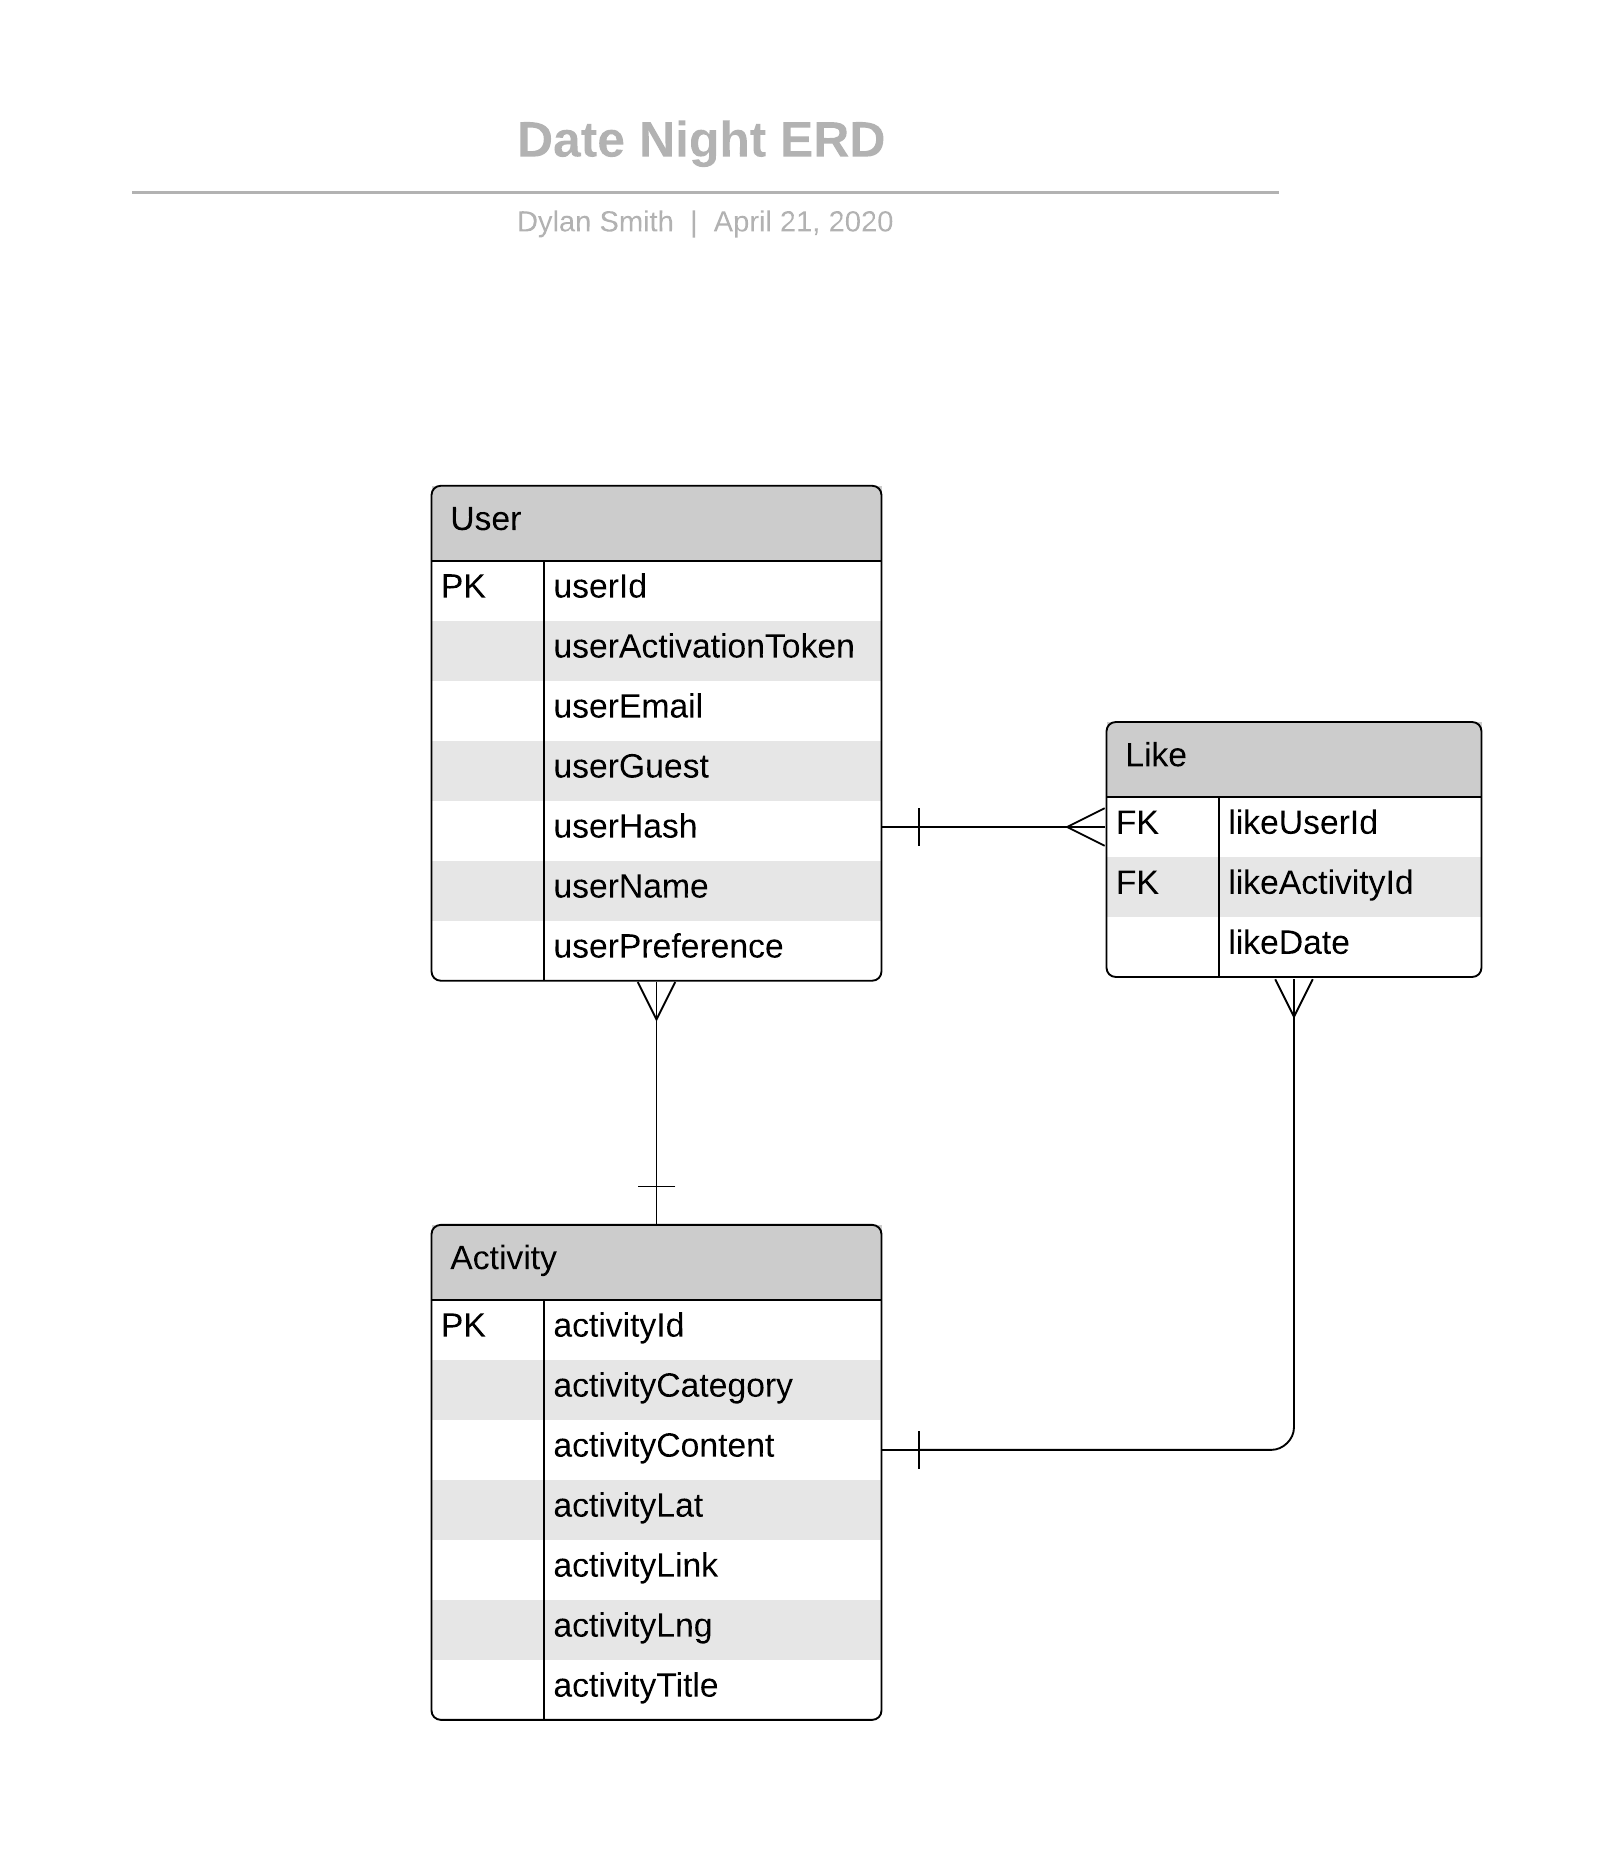 Date Night ERD
Dylan Smith | April 21, 2020
User
PK userId
userActivationToken
userEmail
userGuest
userHash
userName
userPreference
Like
FK likeUserId
FK likeActivityId
likeDate
Activity
PK activityId
activityCategory
activityContent
activityLat
activityLink
activityLng
activityTitle